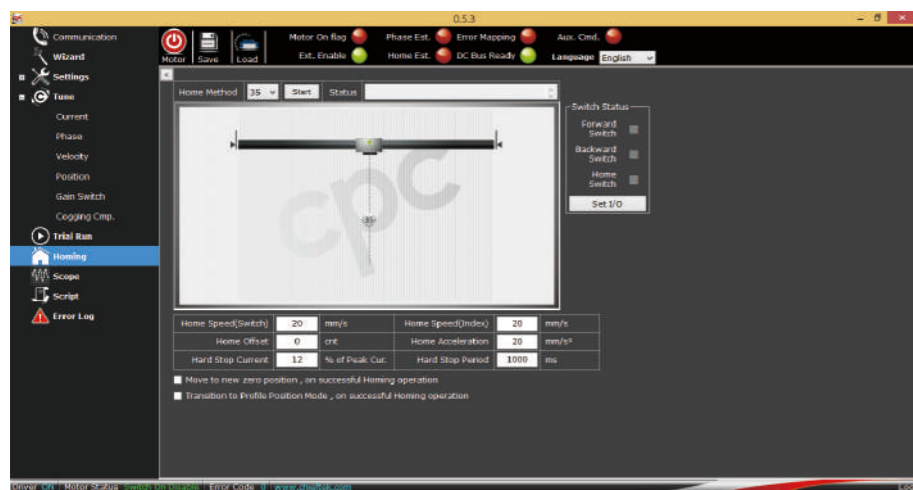 0.5.3
Communication
Wizard
Settings
Tune
Current
Phase
Velocity
Position
Gain Switch
Cogging Cmp.
Trial Run
Homing
Scope
Script
Error Log
Motor Save Load
Motor On flag Phase Est. Error Mapping Aux. Cmd.
Ext. Enable Home Est. DC Bus Ready Language English
Home Method 35 Start Status
cpc
35
Switch Status
Forward
Switch
Backward
Switch
Home
Switch
Set I/O
Home Speed(Switch) 20 mm/s Home Speed(Index) 20 mm/s
Home Offset 0 cnt Home Acceleration 20 mm/s²
Hard Stop Current 12 % of Peak Cur. Hard Stop Period 1000 ms
Move to new zero position , on successful Homing operation
Transition to Profile Position Mode , on successful Homing operation
Driver ON Motor Status Switch On Disable Error Code 0